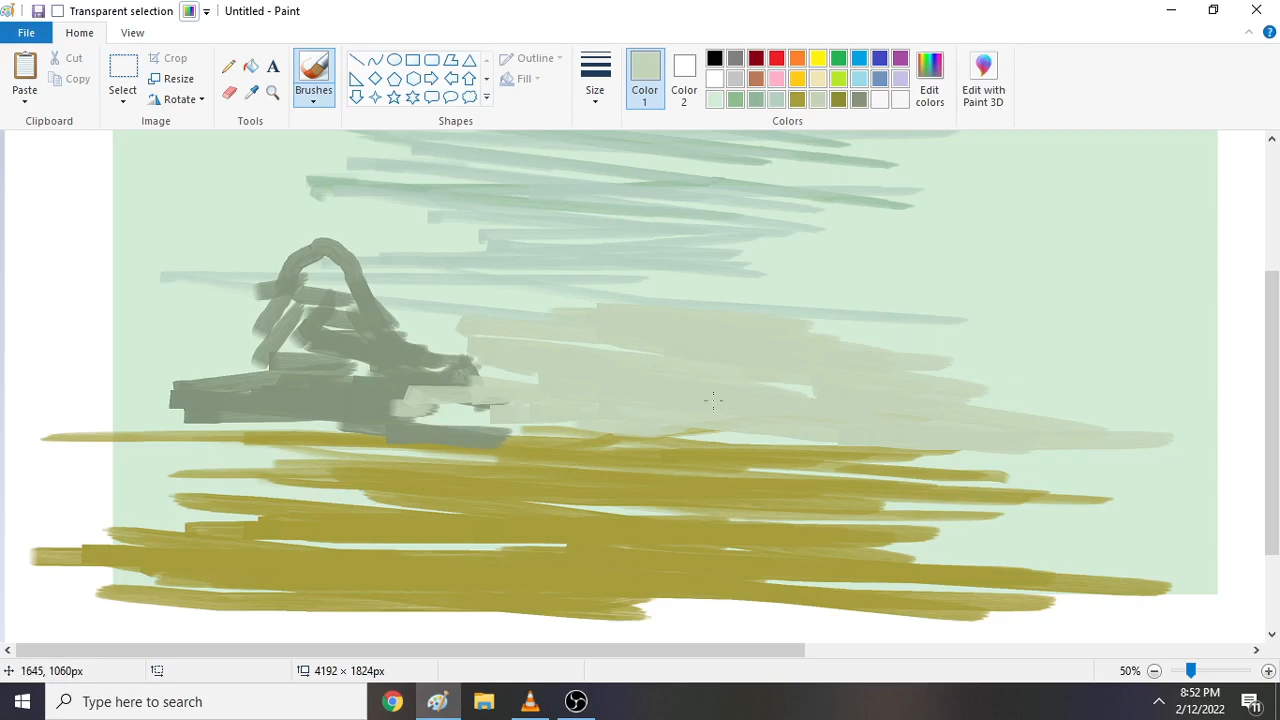 Transparent selection
Untitled - Paint
File
Home
View
Paste
Cut
Copy
Clipboard
Select
Crop
Resize
Rotate
Image
A
Tools
Brushes
Outline
Fill
Shapes
Size
Color
1
Color
2
Edit
colors
Edit with
Paint 3D
Colors
1645, 1060px
4192 × 1824px
50%
Type here to search
8:52 PM
2/12/2022
11